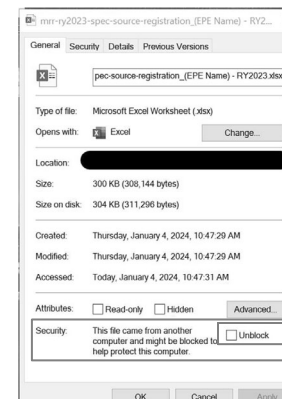 mrr-ry2023-spec-source-registration_(EPE Name) - RY2...
General Security Details Previous Versions
pec-source-registration_(EPE Name) - RY2023.xlsx
Type of file: Microsoft Excel Worksheet (.xlsx)
Opens with: Excel Change...
Location:
Size: 300 KB (308,144 bytes)
Size on disk: 304 KB (311,296 bytes)
Created: Thursday, January 4, 2024, 10:47:29 AM
Modified: Thursday, January 4, 2024, 10:47:29 AM
Accessed: Today, January 4, 2024, 10:47:31 AM
Attributes: Read-only Hidden Advanced...
Security: This file came from another
computer and might be blocked to Unblock
help protect this computer.
OK Cancel Apply